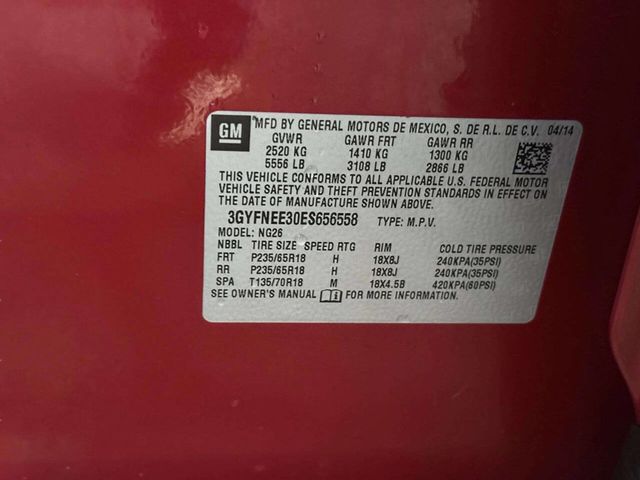 GM MFD BY GENERAL MOTORS DE MEXICO, S. DE R.L. DE C.V. 04/14
GVWR GAWR FRT GAWR RR
2520 KG 1410 KG 1300 KG
5556 LB 3108 LB 2866 LB
THIS VEHICLE CONFORMS TO ALL APPLICABLE U.S. FEDERAL MOTOR
VEHICLE SAFETY AND THEFT PREVENTION STANDARDS IN EFFECT ON
THE DATE OF MANUFACTURE SHOWN ABOVE.
3GYFNEE30ES656558 TYPE: M.P.V.
MODEL: NG26
NBBL TIRE SIZE SPEED RTG RIM COLD TIRE PRESSURE
FRT P235/65R18 H 18X8J 240KPA(35PSI)
RR P235/65R18 H 18X8J 240KPA(35PSI)
SPA T135/70R18 M 18X4.5B 420KPA(60PSI)
SEE OWNER'S MANUAL FOR MORE INFORMATION.